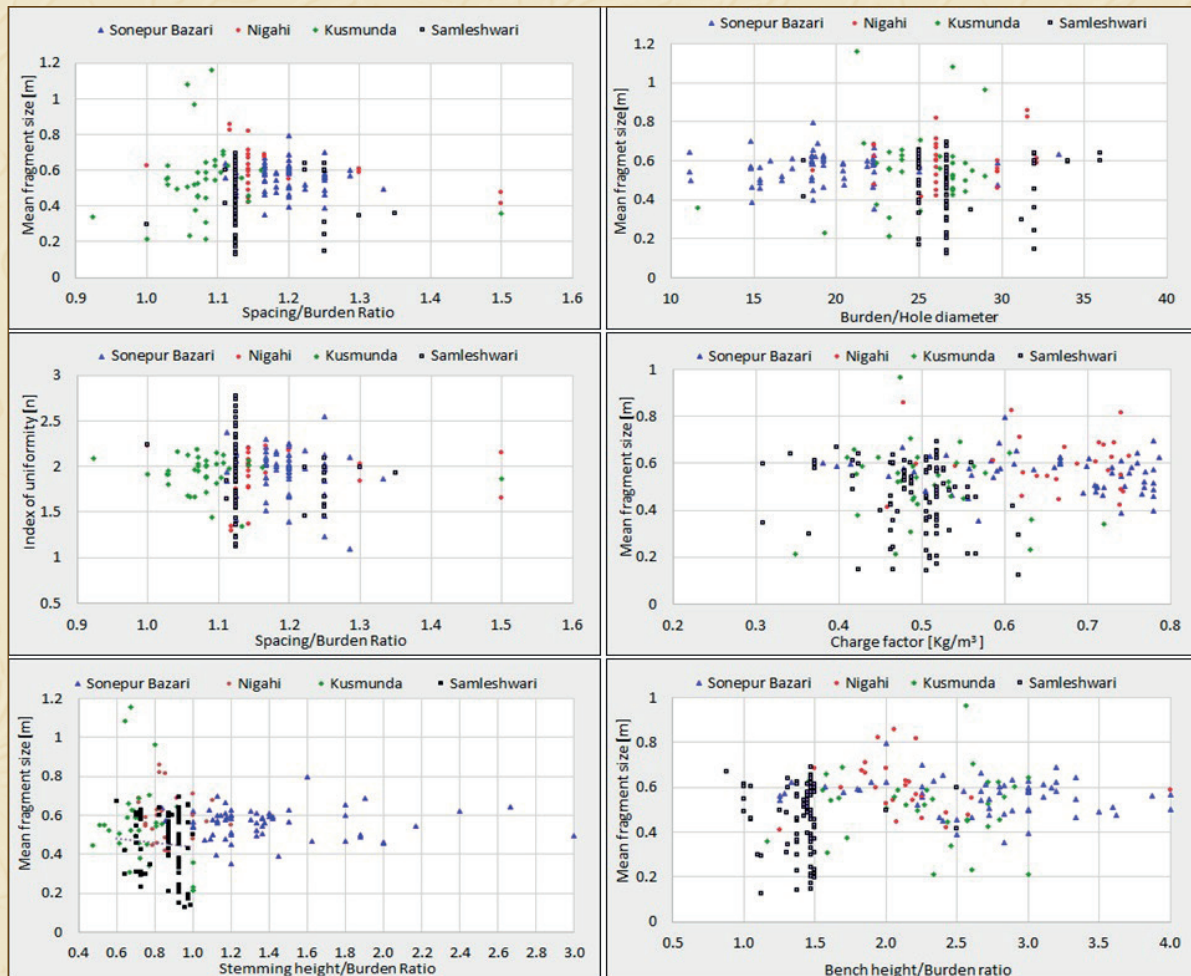 Sonepur Bazari Nigahi Kusmunda Samleshwari
Mean fragment size[m]
1.2
1
0.8
0.6
0.4
0.2
0
0.9 1.0 1.1 1.2 1.3 1.4 1.5 1.6
Spacing/Burden Ratio
Sonepur Bazari Nigahi Kusmunda Samleshwari
Mean fragmet size[m]
1.2
1
0.8
0.6
0.4
0.2
0
10 15 20 25 30 35 40
Burden/Hole diameter
Sonepur Bazari Nigahi Kusmunda Samleshwari
Index of uniformity [n]
3
2.5
2
1.5
1
0.5
0.9 1.0 1.1 1.2 1.3 1.4 1.5 1.6
Spacing/Burden Ratio
Sonepur Bazari Nigahi Kusmunda Samleshwari
Mean fragment size [m]
1
0.8
0.6
0.4
0.2
0
0.2 0.3 0.4 0.5 0.6 0.7 0.8
Charge factor [Kg/m³]
Sonepur Bazari Nigahi Kusmunda Samleshwari
Mean fragment size [m]
1.2
1
0.8
0.6
0.4
0.2
0
0.4 0.6 0.8 1.0 1.2 1.4 1.6 1.8 2.0 2.2 2.4 2.6 2.8 3.0
Stemming height/Burden Ratio
Sonepur Bazari Nigahi Kusmunda Samleshwari
Mean fragment size [m]
1
0.8
0.6
0.4
0.2
0
0.5 1.0 1.5 2.0 2.5 3.0 3.5 4.0
Bench height/Burden ratio